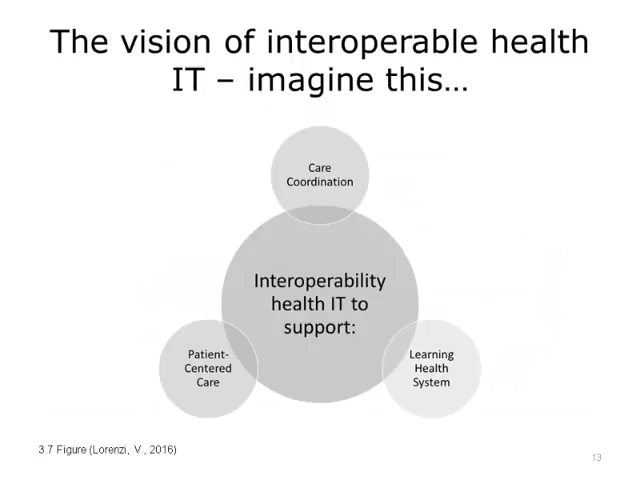 The vision of interoperable health
IT – imagine this…
Care
Coordination
Interoperability
health IT to
support:
Patient-
Centered
Care
Learning
Health
System
3.7 Figure (Lorenzi, V., 2016)
13